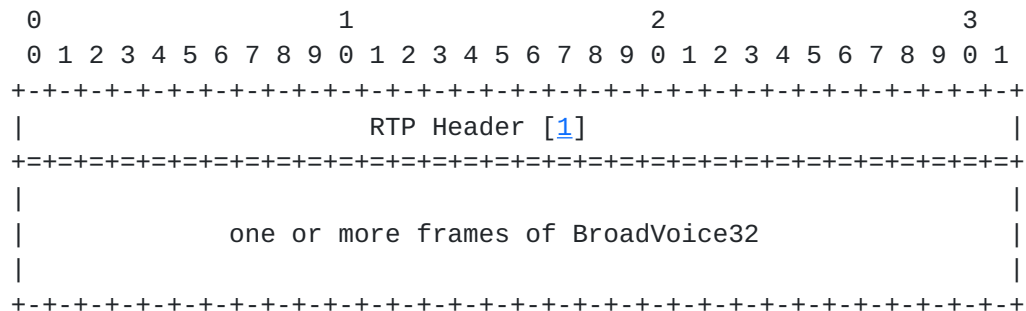 0                   1                   2                   3
 0 1 2 3 4 5 6 7 8 9 0 1 2 3 4 5 6 7 8 9 0 1 2 3 4 5 6 7 8 9 0 1
+-+-+-+-+-+-+-+-+-+-+-+-+-+-+-+-+-+-+-+-+-+-+-+-+-+-+-+-+-+-+-+-+
|                      RTP Header [1]                           |
+=+=+=+=+=+=+=+=+=+=+=+=+=+=+=+=+=+=+=+=+=+=+=+=+=+=+=+=+=+=+=+=+
|                                                               |
|             one or more frames of BroadVoice32                |
|                                                               |
+-+-+-+-+-+-+-+-+-+-+-+-+-+-+-+-+-+-+-+-+-+-+-+-+-+-+-+-+-+-+-+-+